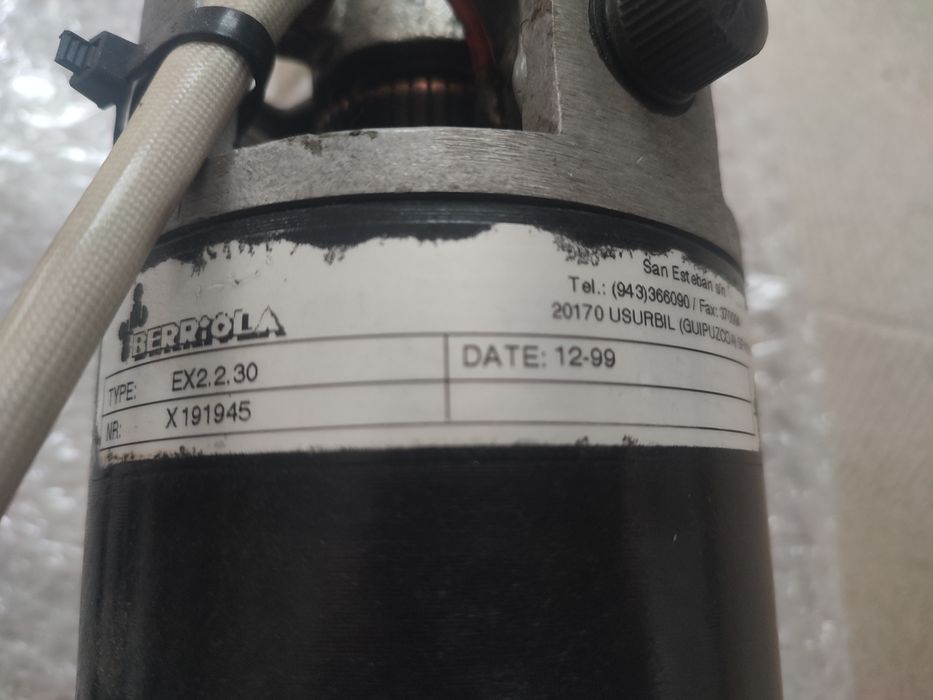 BERRiOLA
San Esteban s/n
Tel.: (943)366090 / Fax:
20170 USURBIL (GUIPUZCOA)
TYPE: EX2.2.30
DATE: 12-99
NR: X191945